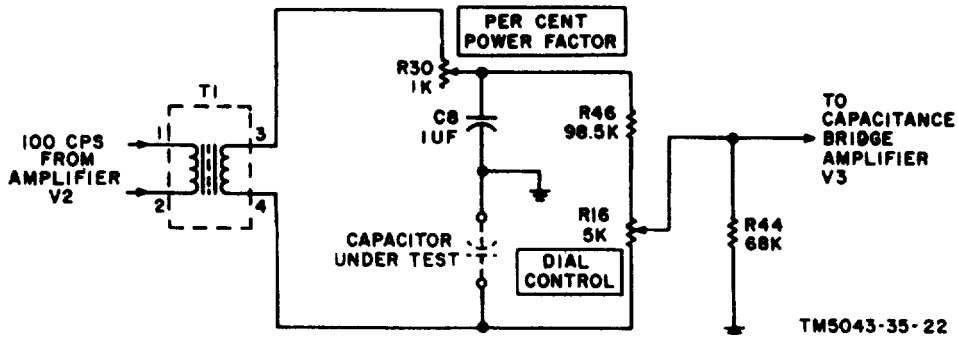 PER CENT
POWER FACTOR
R30
1K
T1
C8
1UF
R46
98.5K
TO
CAPACITANCE
BRIDGE
AMPLIFIER
V3
100 CPS
FROM
AMPLIFIER
V2
1
2
3
4
CAPACITOR
UNDER TEST
R16
5K
DIAL
CONTROL
R44
68K
TM5043-35-22